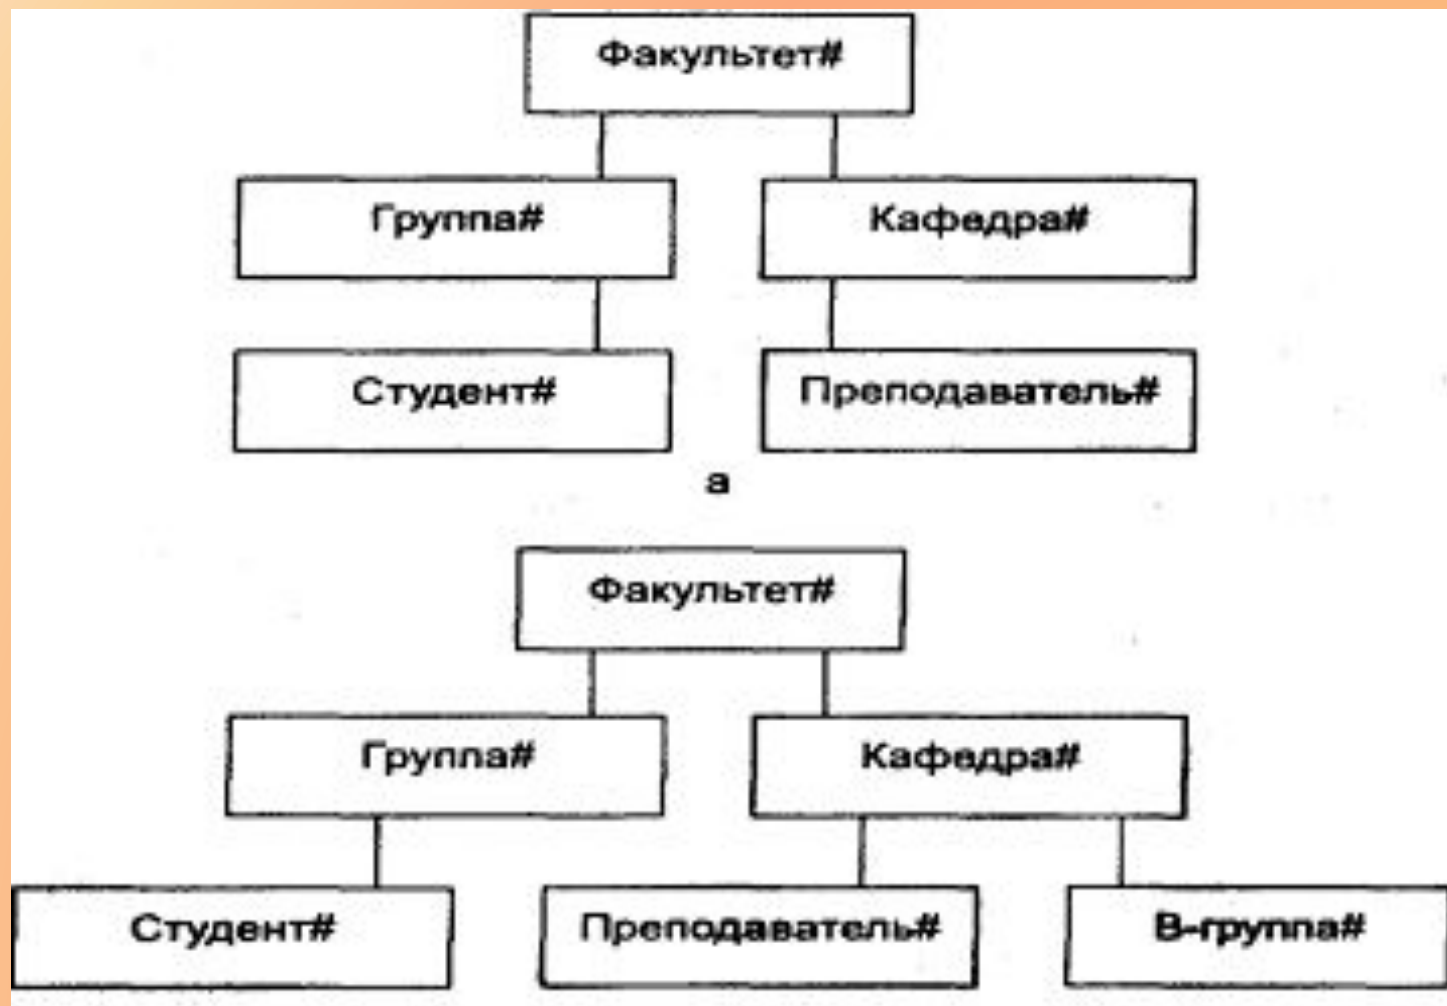 Факультет#
Группа# Кафедра#
Студент# Преподаватель#
а
Факультет#
Группа# Кафедра#
Студент# Преподаватель# В-группа#